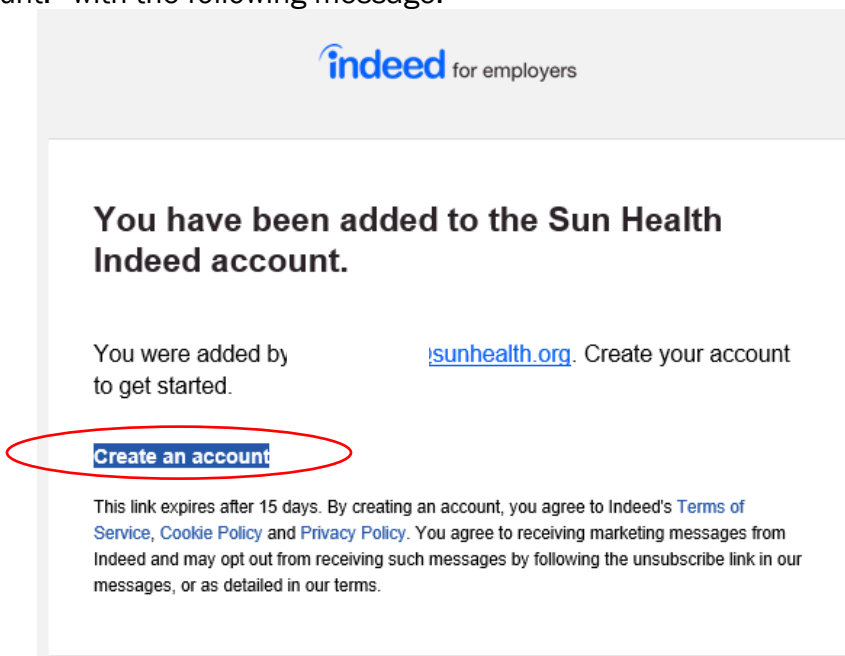 with the following message.
indeed for employers
You have been added to the Sun Health
Indeed account.
You were added by sunhealth.org. Create your account
to get started.
Create an account
This link expires after 15 days. By creating an account, you agree to Indeed's Terms of
Service, Cookie Policy and Privacy Policy. You agree to receiving marketing messages from
Indeed and may opt out from receiving such messages by following the unsubscribe link in our
messages, or as detailed in our terms.